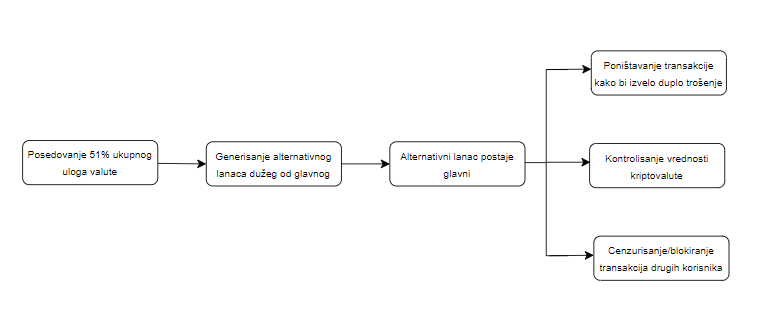 Posedovanje 51% ukupnog
uloga valute
Generisanje alternativnog
lanaca dužeg od glavnog
Alternativni lanac postaje
glavni
Poništavanje transakcije
kako bi izvelo duplo trošenje
Kontrolisanje vrednosti
kriptovalute
Cenzurisanje/blokiranje
transakcija drugih korisnika